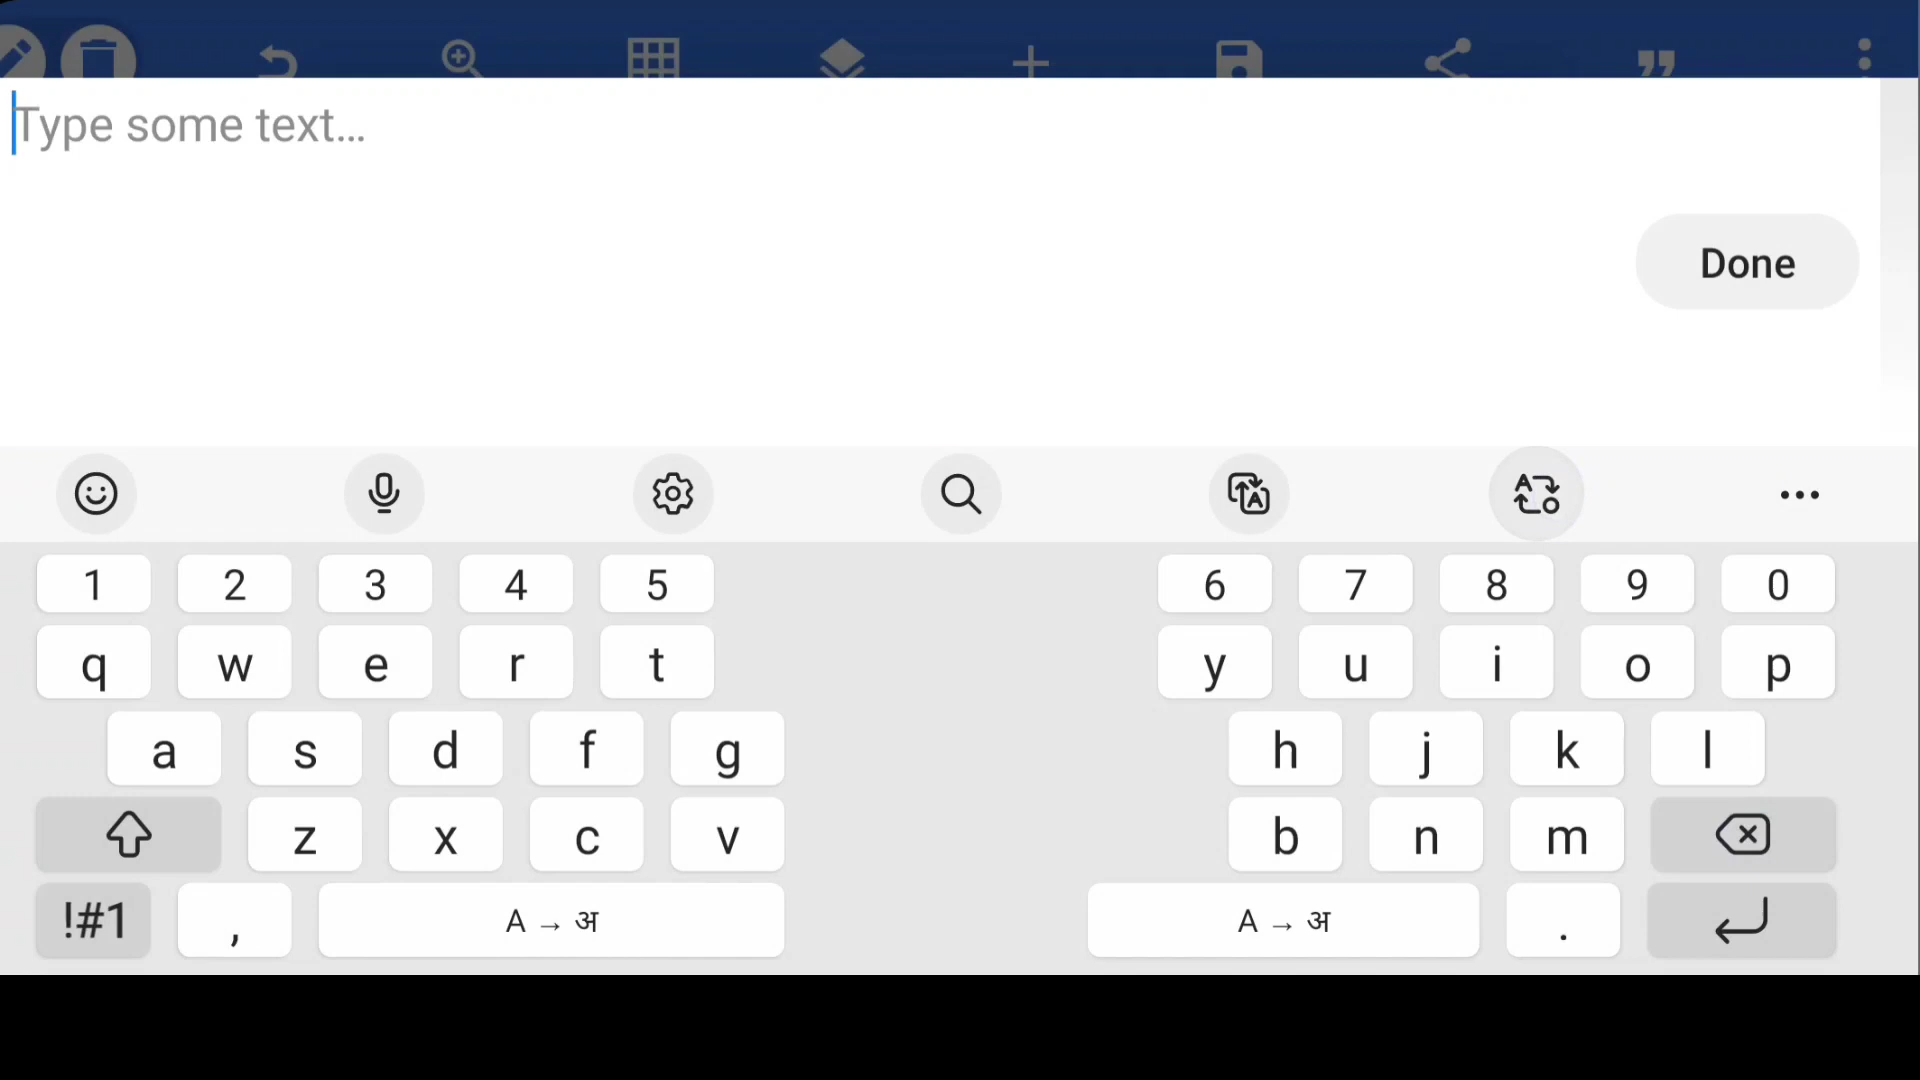 Type some text...
Done
1 2 3 4 5 6 7 8 9 0
q w e r t y u i o p
a s d f g h j k l
z x c v b n m
!#1 , A → अ A → अ .